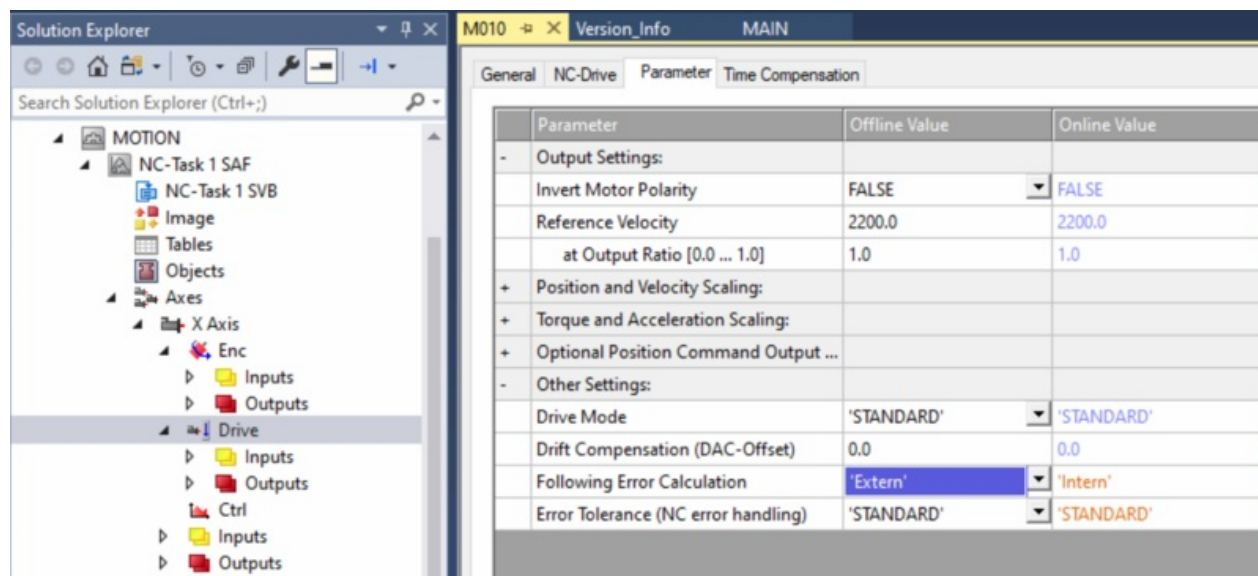 Solution Explorer
Search Solution Explorer (Ctrl+;)
MOTION
NC-Task 1 SAF
NC-Task 1 SVB
Image
Tables
Objects
Axes
X Axis
Enc
Inputs
Outputs
Drive
Inputs
Outputs
Ctrl
Inputs
Outputs
M010 Version_Info MAIN
General NC-Drive Parameter Time Compensation
Parameter Offline Value Online Value
- Output Settings:
Invert Motor Polarity FALSE FALSE
Reference Velocity 2200.0 2200.0
at Output Ratio [0.0 ... 1.0] 1.0 1.0
+ Position and Velocity Scaling:
+ Torque and Acceleration Scaling:
+ Optional Position Command Output ...
- Other Settings:
Drive Mode 'STANDARD' 'STANDARD'
Drift Compensation (DAC-Offset) 0.0 0.0
Following Error Calculation 'Extern' 'Intern'
Error Tolerance (NC error handling) 'STANDARD' 'STANDARD'